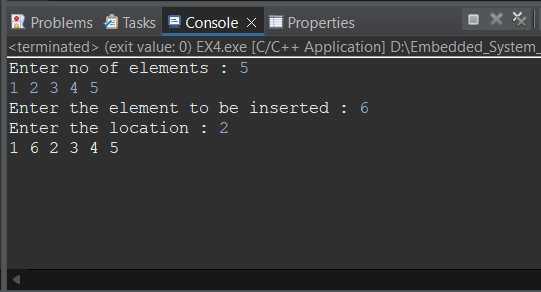 Problems Tasks Console Properties
<terminated> (exit value: 0) EX4.exe [C/C++ Application] D:\Embedded_System_
Enter no of elements : 5
1 2 3 4 5
Enter the element to be inserted : 6
Enter the location : 2
1 6 2 3 4 5